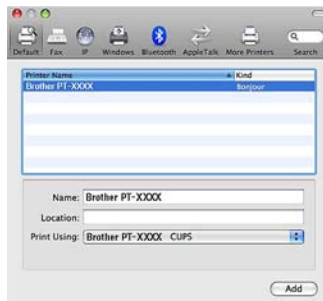 Default Fax IP Windows Bluetooth AppleTalk More Printers Search
Printer Name Kind
Brother PT-XXXX Bonjour
Name: Brother PT-XXXX
Location:
Print Using: Brother PT-XXXX CUPS
Add